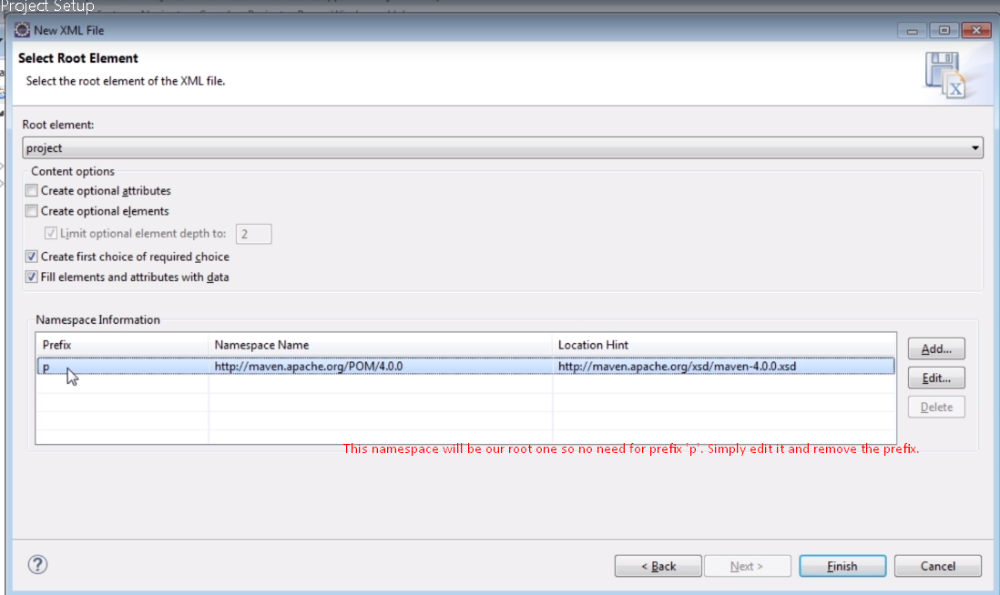 Project Setup
New XML File
Select Root Element
Select the root element of the XML file.
Root element:
project
Content options
Create optional attributes
Create optional elements
Limit optional element depth to: 2
Create first choice of required choice
Fill elements and attributes with data
Namespace Information
Prefix Namespace Name Location Hint
p http://maven.apache.org/POM/4.0.0 http://maven.apache.org/xsd/maven-4.0.0.xsd
Add...
Edit...
Delete
This namespace will be our root one so no need for prefix 'p'. Simply edit it and remove the prefix.
? < Back Next > Finish Cancel